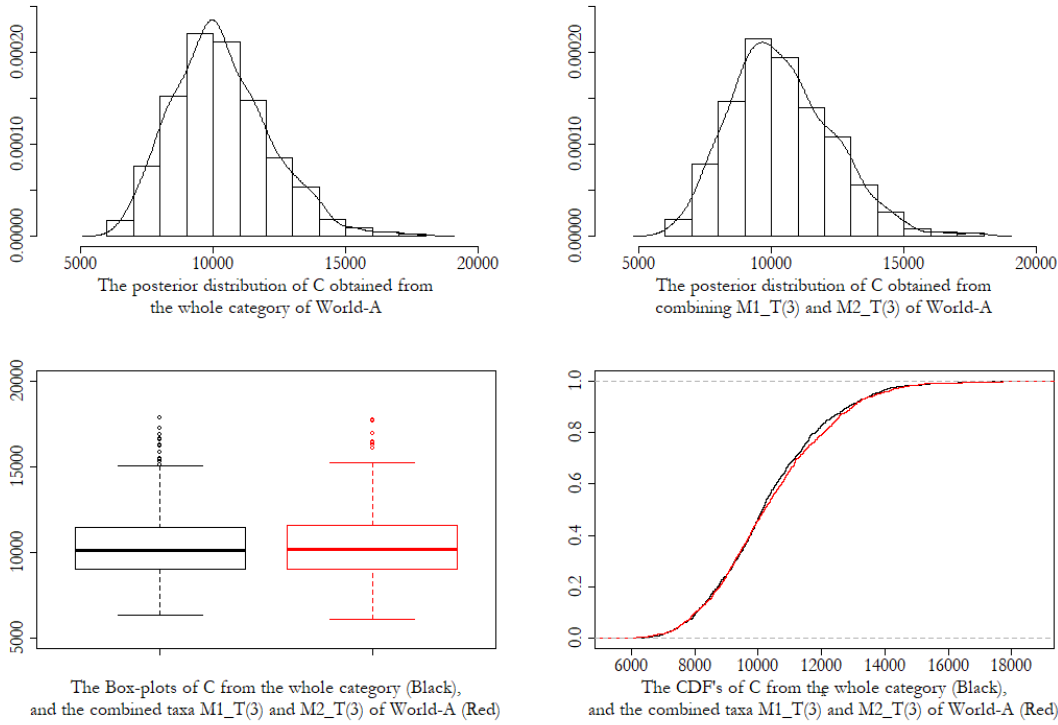 0.00000 0.00010 0.00020
5000 10000 15000 20000
The posterior distribution of C obtained from
the whole category of World-A
0.00000 0.00010 0.00020
5000 10000 15000 20000
The posterior distribution of C obtained from
combining M1_T(3) and M2_T(3) of World-A
5000 10000 15000 20000
The Box-plots of C from the whole category (Black),
and the combined taxa M1_T(3) and M2_T(3) of World-A (Red)
0.0 0.2 0.4 0.6 0.8 1.0
6000 8000 10000 12000 14000 16000 18000
The CDF's of C from the whole category (Black),
and the combined taxa M1_T(3) and M2_T(3) of World-A (Red)